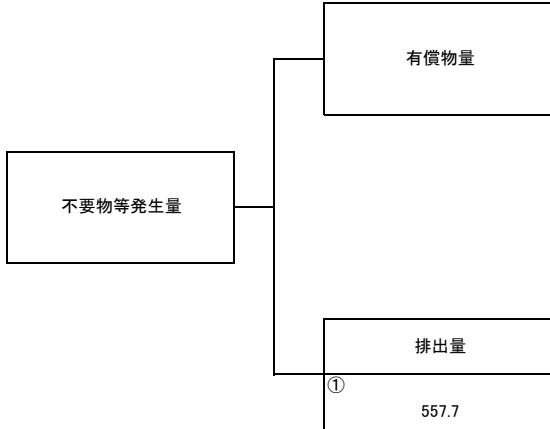 有償物量
不要物等発生量
排出量
①
557.7